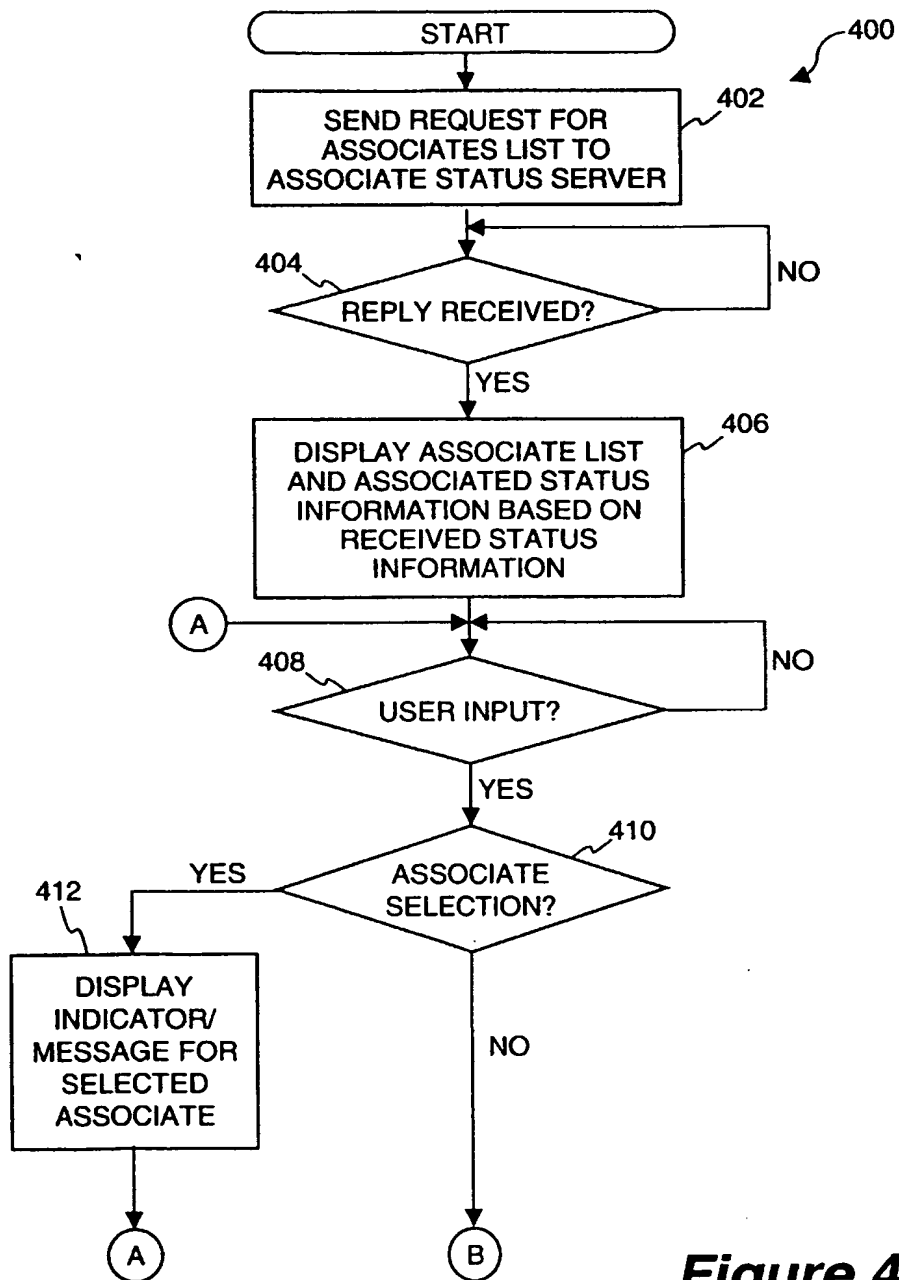 START
400
402
SEND REQUEST FOR
ASSOCIATES LIST TO
ASSOCIATE STATUS SERVER
404
NO
REPLY RECEIVED?
YES
406
DISPLAY ASSOCIATE LIST
AND ASSOCIATED STATUS
INFORMATION BASED ON
RECEIVED STATUS
INFORMATION
A
408
NO
USER INPUT?
YES
410
YES
ASSOCIATE
SELECTION?
412
DISPLAY
INDICATOR/
MESSAGE FOR
SELECTED
ASSOCIATE
NO
A
B
Figure 4